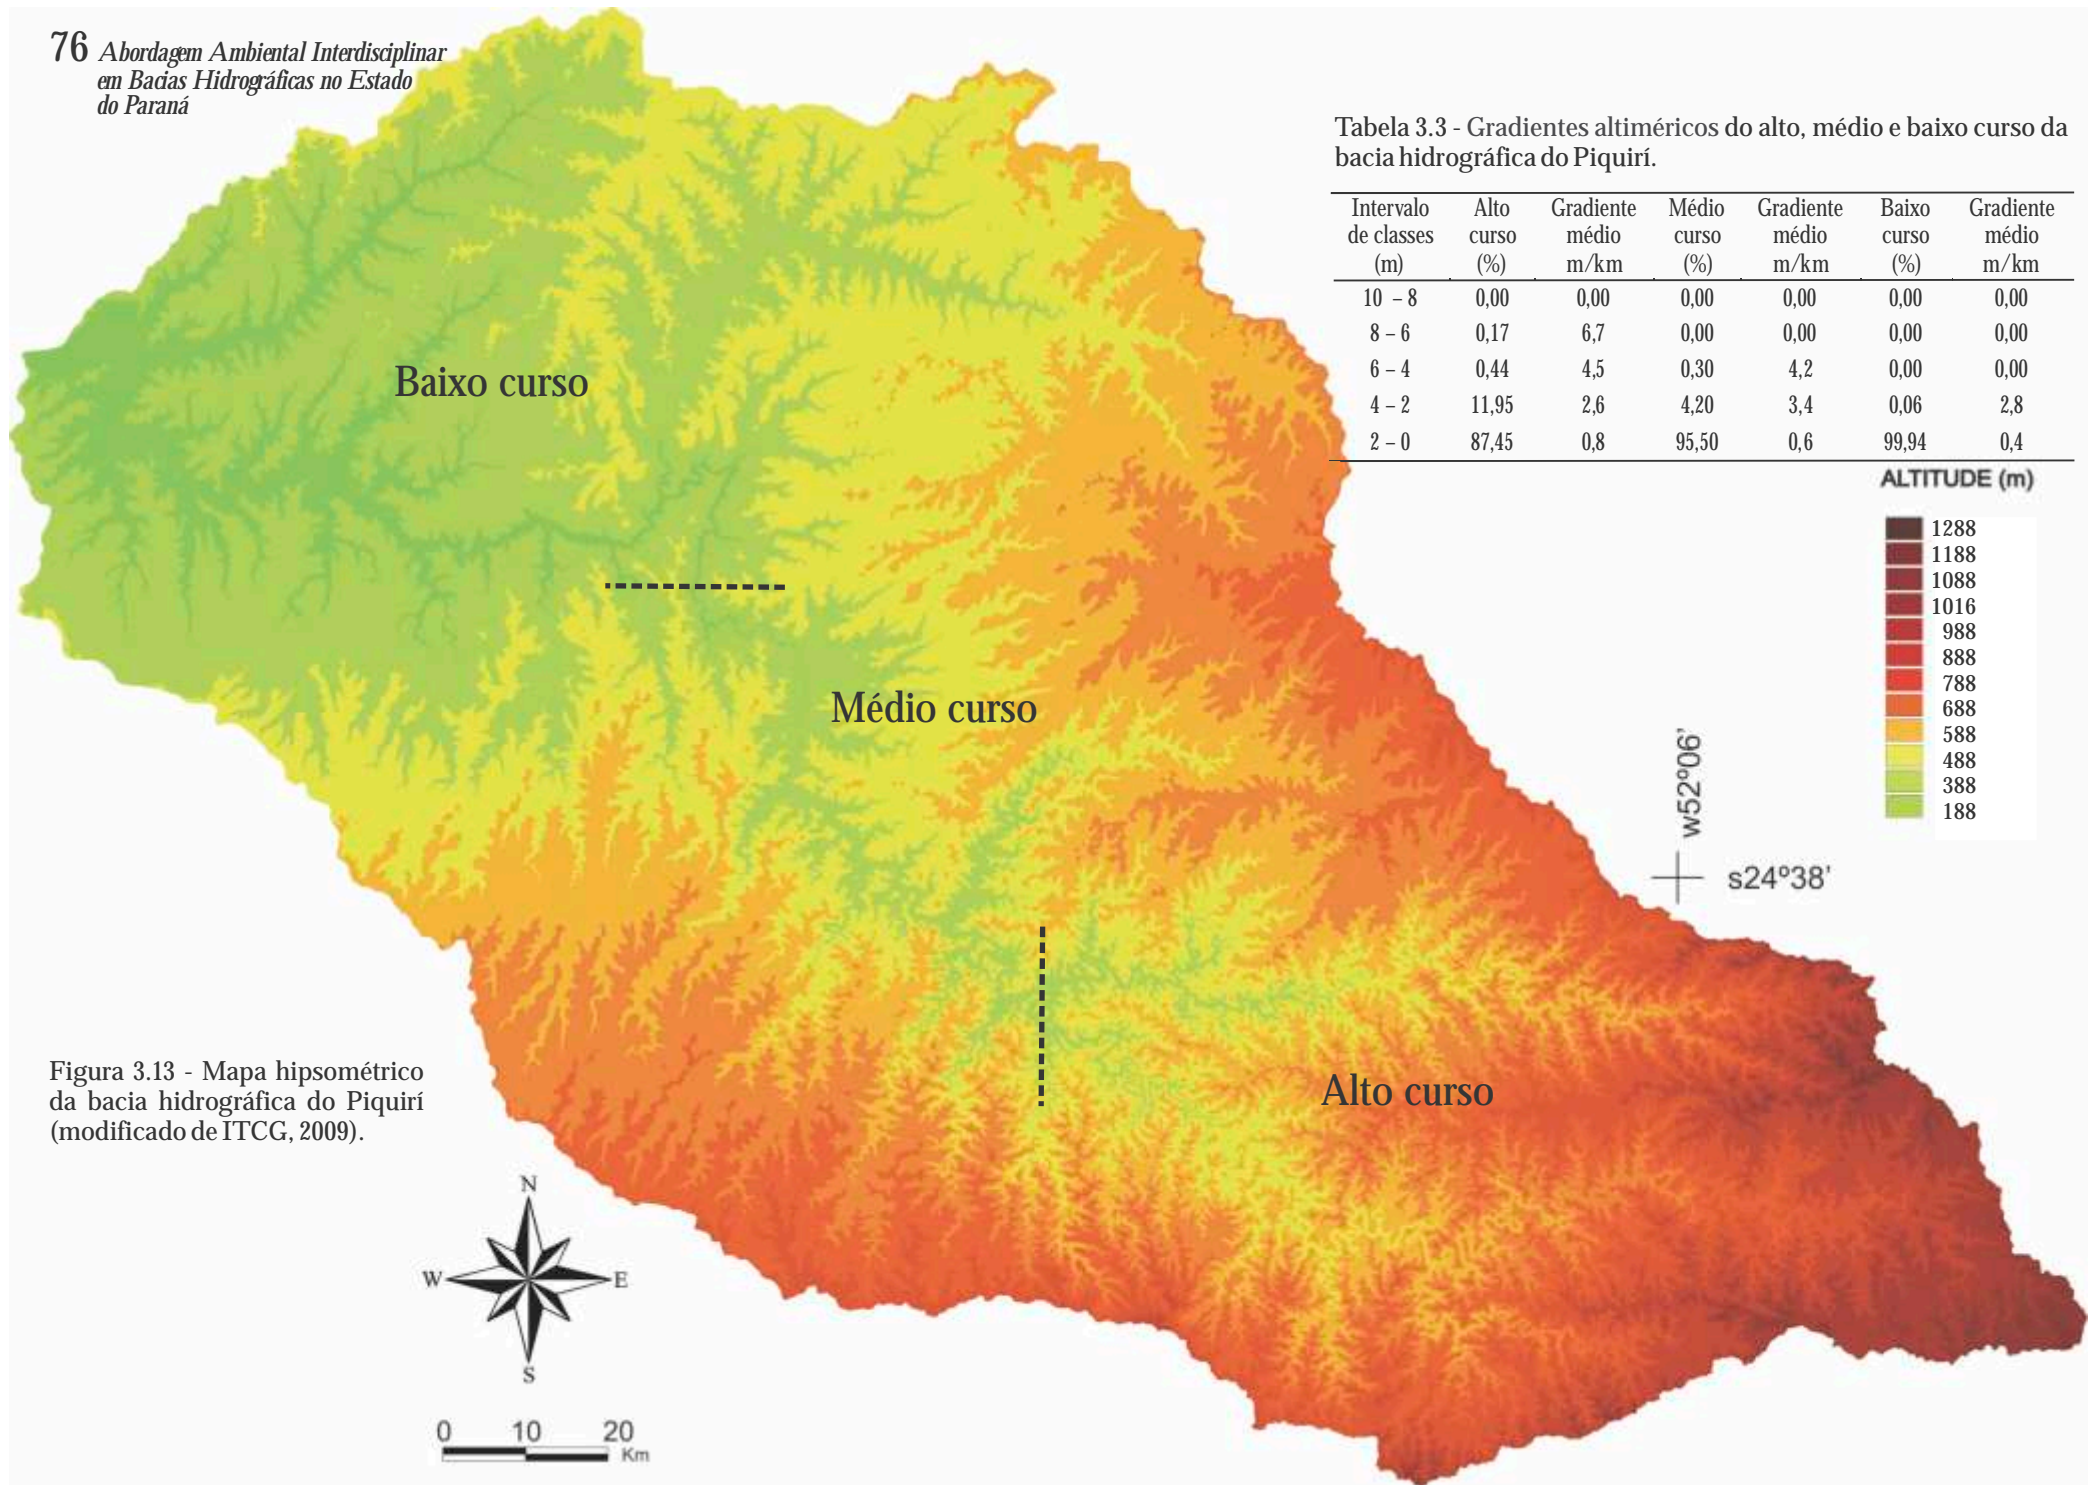 76 Abordagem Ambiental Interdisciplinar
em Bacias Hidrográficas no Estado
do Paraná
Tabela 3.3 - Gradientes altiméricos do alto, médio e baixo curso da
bacia hidrográfica do Piquirí.
Intervalo Alto Gradiente Médio Gradiente Baixo Gradiente
de classes curso médio curso médio curso médio
(m) (%) m/km (%) m/km (%) m/km
10 – 8 0,00 0,00 0,00 0,00 0,00 0,00
8 – 6 0,17 6,7 0,00 0,00 0,00 0,00
6 – 4 0,44 4,5 0,30 4,2 0,00 0,00
4 – 2 11,95 2,6 4,20 3,4 0,06 2,8
2 – 0 87,45 0,8 95,50 0,6 99,94 0,4
ALTITUDE (m)
1288
1188
1088
1016
988
888
788
688
588
488
388
188
Baixo curso
Médio curso
Alto curso
w52º06'
s24º38'
Figura 3.13 - Mapa hipsométrico
da bacia hidrográfica do Piquirí
(modificado de ITCG, 2009).
N
W E
S
0 10 20
Km